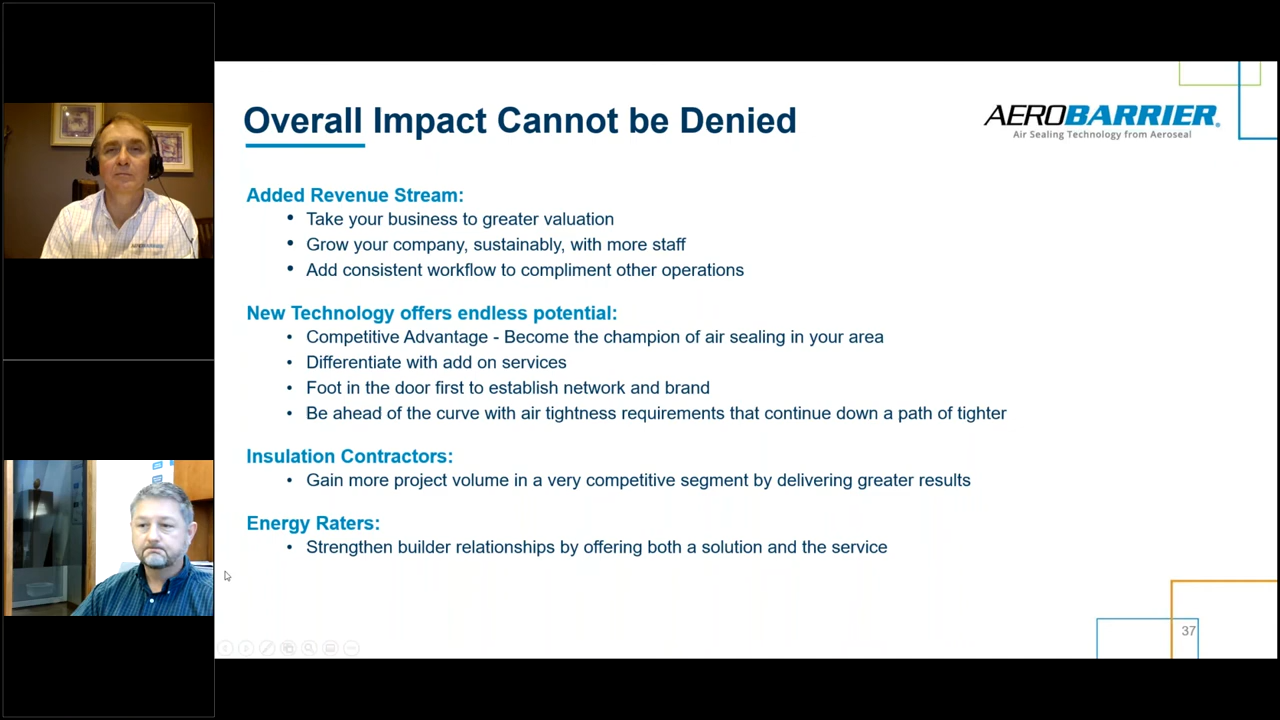 Overall Impact Cannot be Denied
AEROBARRIER
Air Sealing Technology from Aeroseal
Added Revenue Stream:
• Take your business to greater valuation
• Grow your company, sustainably, with more staff
• Add consistent workflow to compliment other operations
New Technology offers endless potential:
• Competitive Advantage - Become the champion of air sealing in your area
• Differentiate with add on services
• Foot in the door first to establish network and brand
• Be ahead of the curve with air tightness requirements that continue down a path of tighter
Insulation Contractors:
• Gain more project volume in a very competitive segment by delivering greater results
Energy Raters:
• Strengthen builder relationships by offering both a solution and the service
37